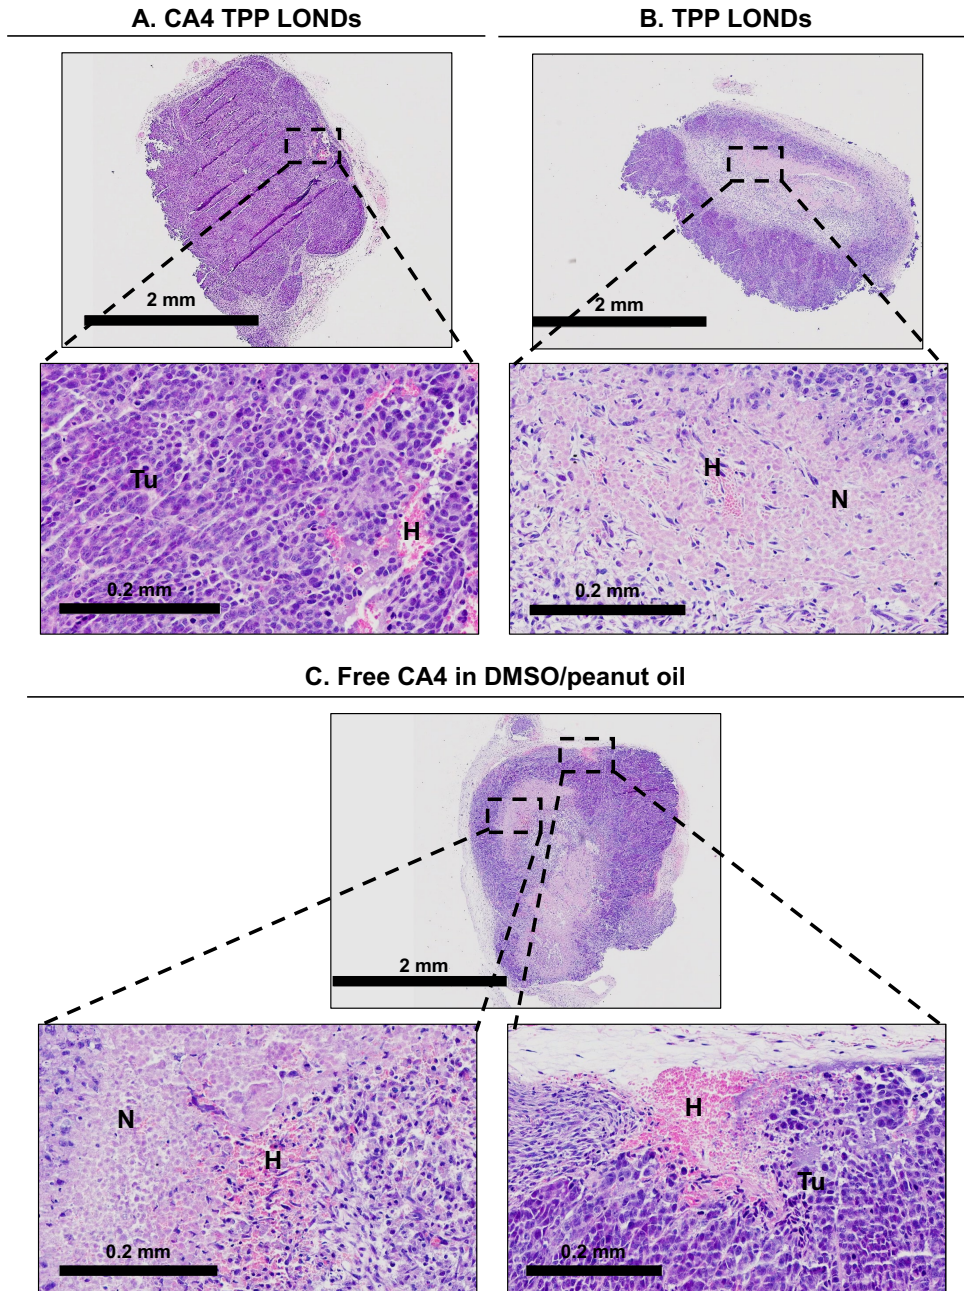 A. CA4 TPP LONDs
B. TPP LONDs
2 mm
2 mm
Tu
H
0.2 mm
H
N
0.2 mm
C. Free CA4 in DMSO/peanut oil
2 mm
N
H
0.2 mm
H
Tu
0.2 mm